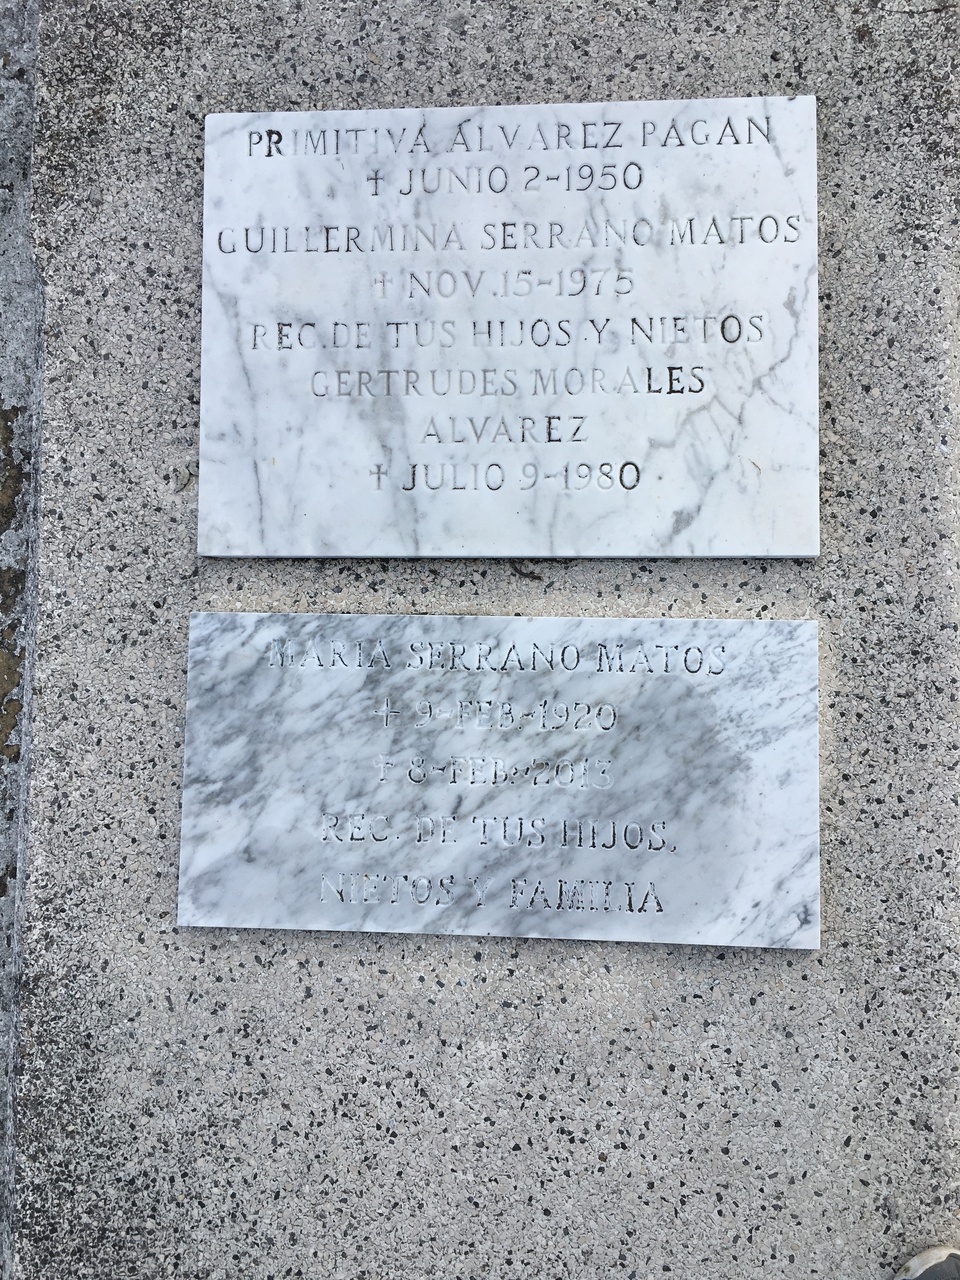 PRIMITIVA ÁLVAREZ PAGAN
✝ JUNIO 2-1950
GUILLERMINA SERRANO MATOS
✝ NOV. 15-1975
REC. DE TUS HIJOS Y NIETOS
GERTRUDES MORALES
ALVAREZ
✝ JULIO 9-1980
MARIA SERRANO MATOS
✝ 9-FEB.-1920
✝ 8-FEB.-2013
REC. DE TUS HIJOS,
NIETOS Y FAMILIA